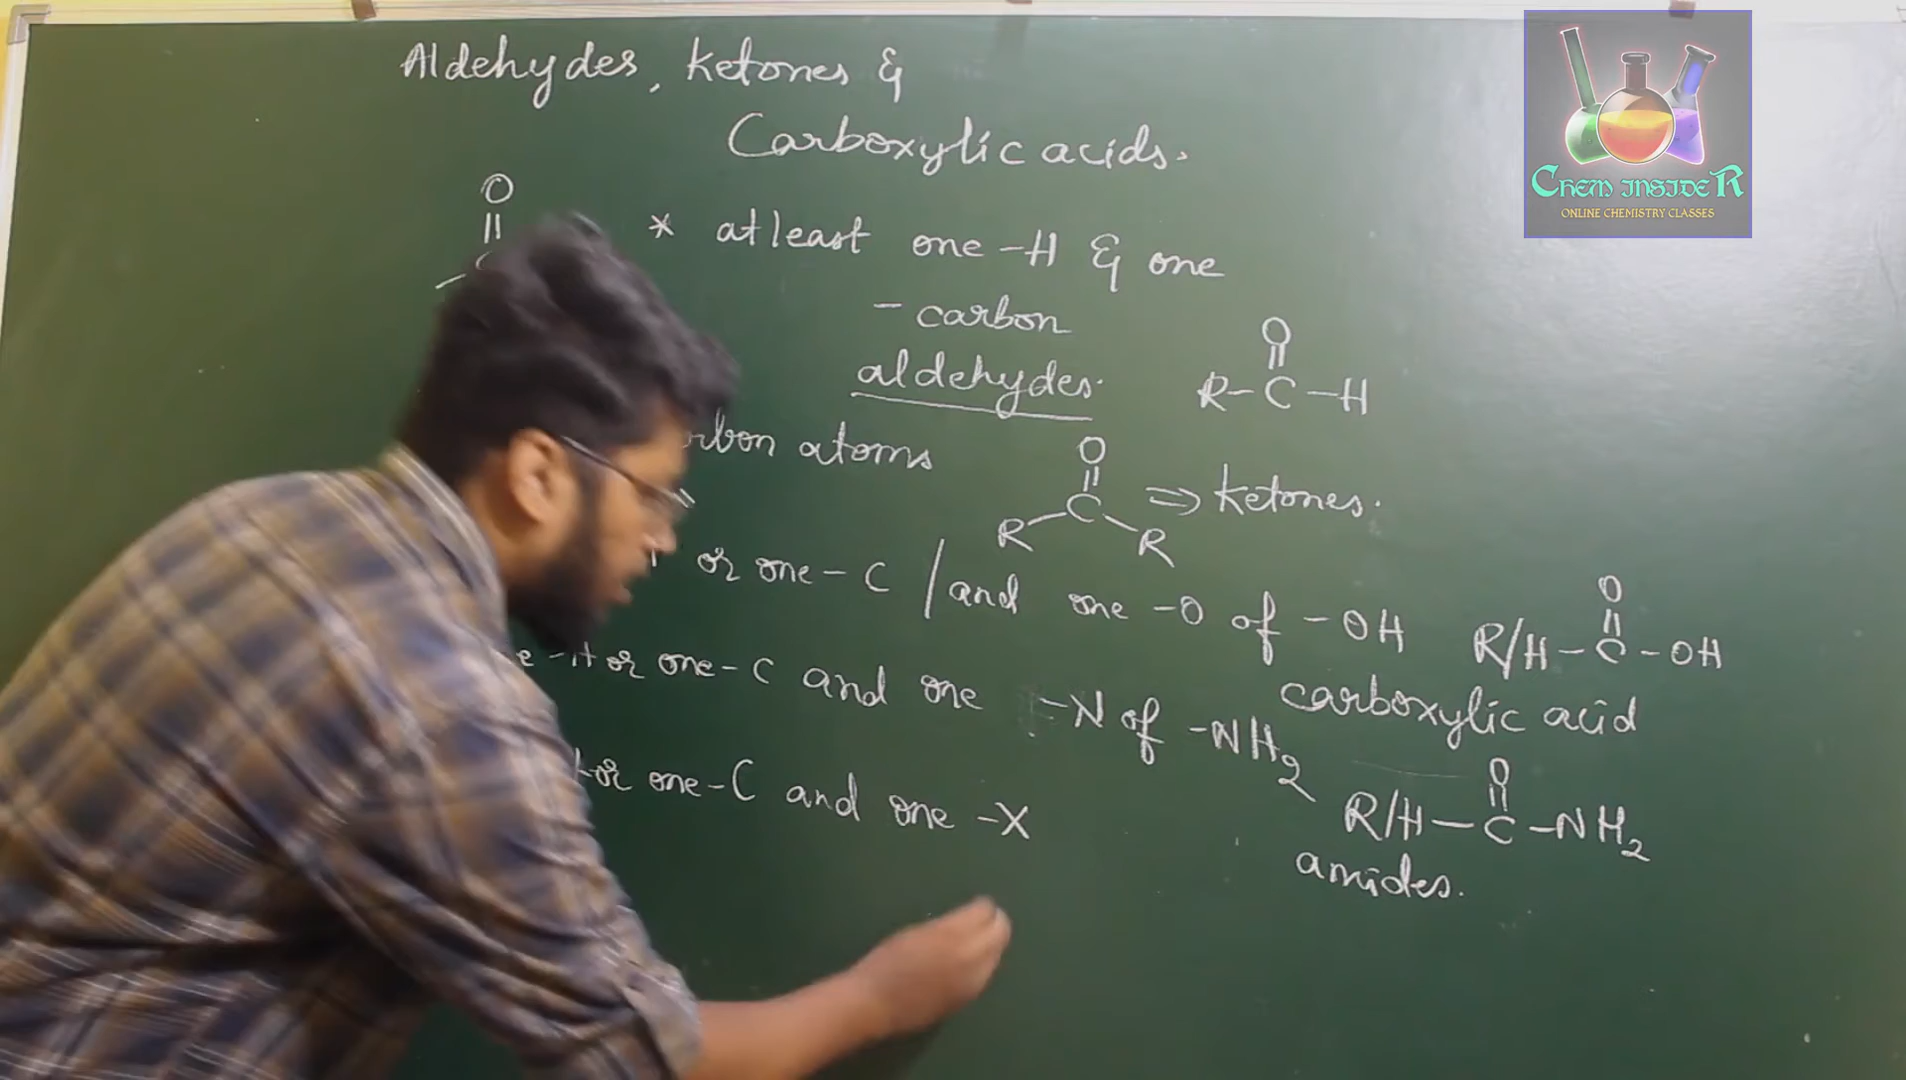 Aldehydes, ketones &
Carboxylic acids.
O
* atleast one -H & one
- carbon
aldehydes.
O
R-C-H
atoms
O
C
R R
⇒ ketones.
or one - C / and one -O of -OH
O
R/H-C-OH
carboxylic acid
or one - C and one -N of -NH2
O
R/H-C-NH2
amides.
or one-C and one -X
CHEM INSIDER
ONLINE CHEMISTRY CLASSES